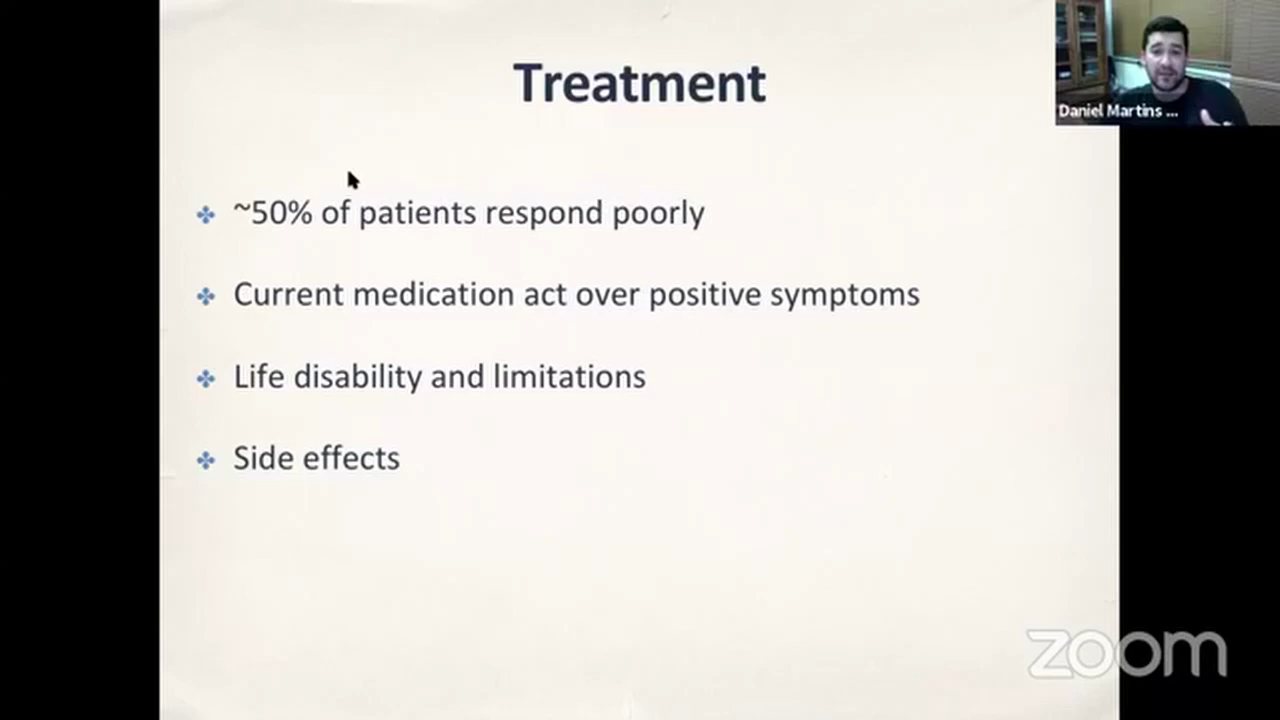 Treatment
Daniel Martins ...
~50% of patients respond poorly
Current medication act over positive symptoms
Life disability and limitations
Side effects
zoom